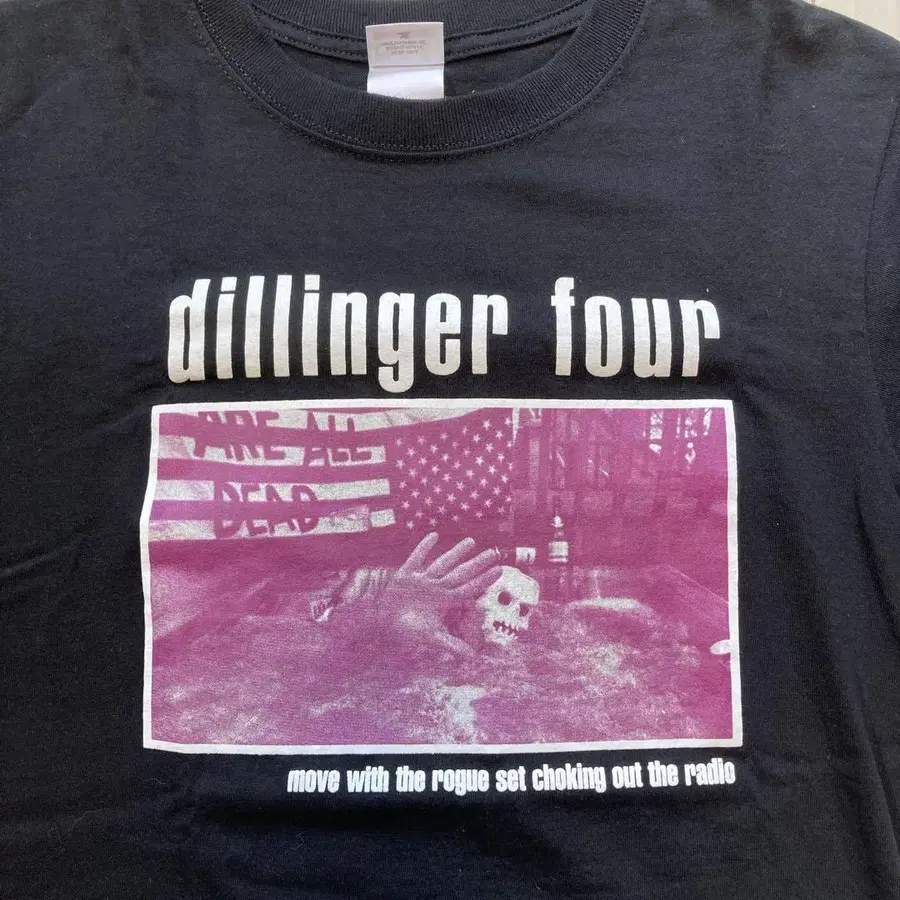 dillinger four
ARE ALL
DEAD
move with the rogue set choking out the radio